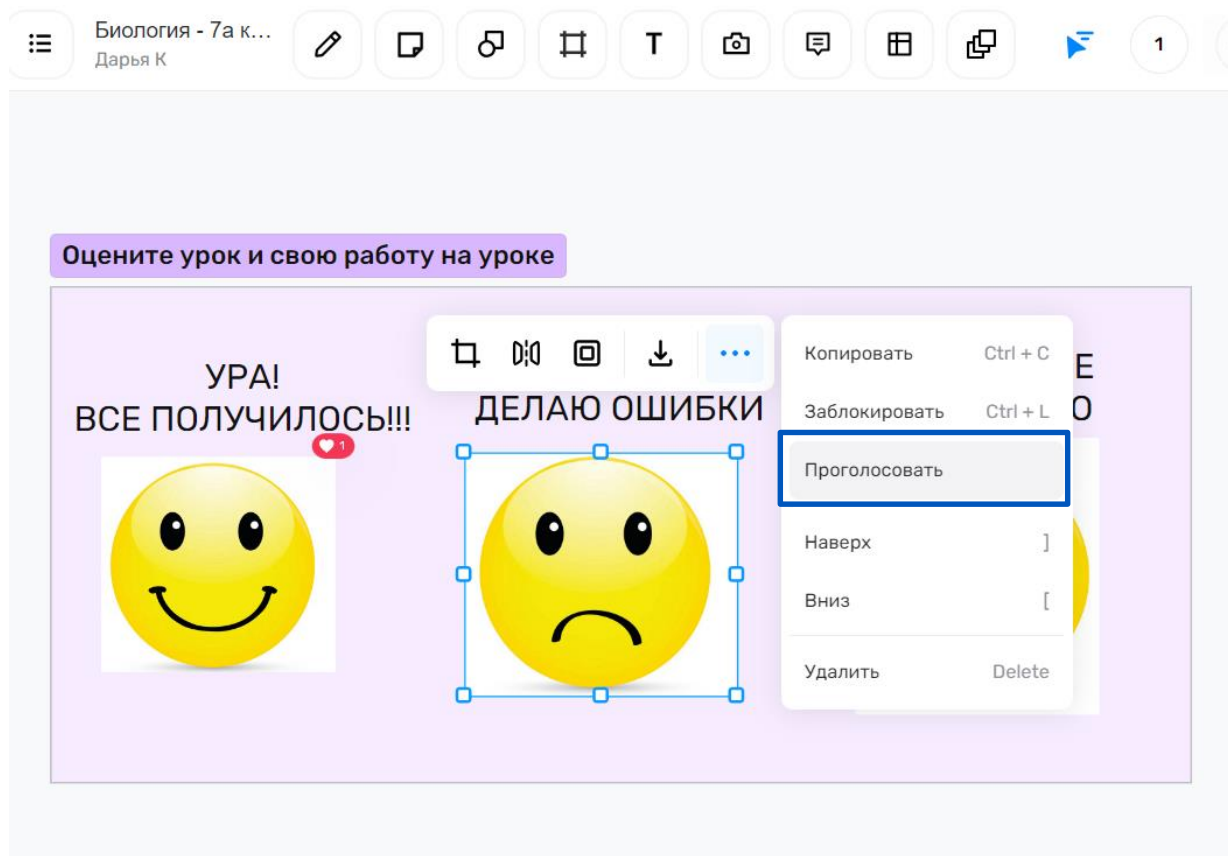 Биология - 7а к...
Дарья К
T
1
Оцените урок и свою работу на уроке
УРА!
ВСЕ ПОЛУЧИЛОСЬ!!!
1
ДЕЛАЮ ОШИБКИ
Е
О
Копировать Ctrl + C
Заблокировать Ctrl + L
Проголосовать
Наверх ]
Вниз [
Удалить Delete